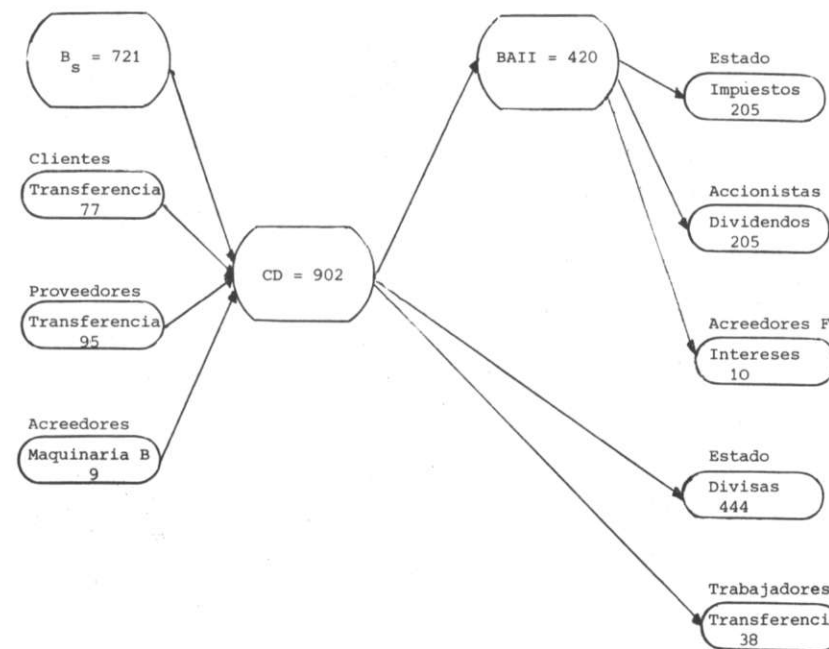 B_s = 721
Clientes
Transferencia
77
Proveedores
Transferencia
95
Acreedores
Maquinaria B
9
CD = 902
BAII = 420
Estado
Impuestos
205
Accionistas
Dividendos
205
Acreedores F
Intereses
10
Estado
Divisas
444
Trabajadores
Transferenci
38